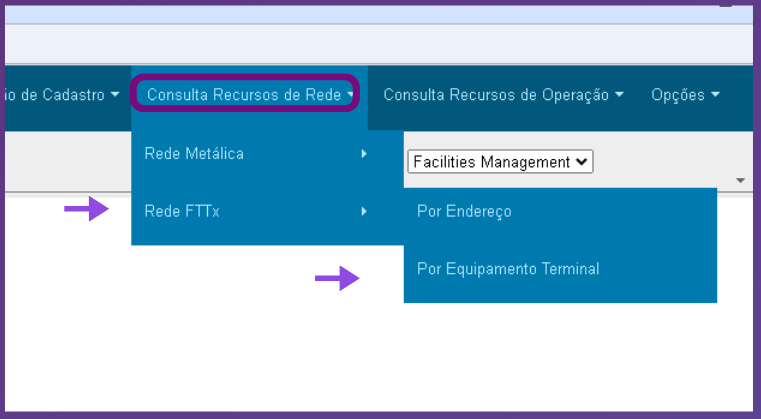 de Cadastro
Consulta Recursos de Rede
Consulta Recursos de Operação
Opções
Rede Metálica
Facilities Management
Rede FTTx
Por Endereço
Por Equipamento Terminal